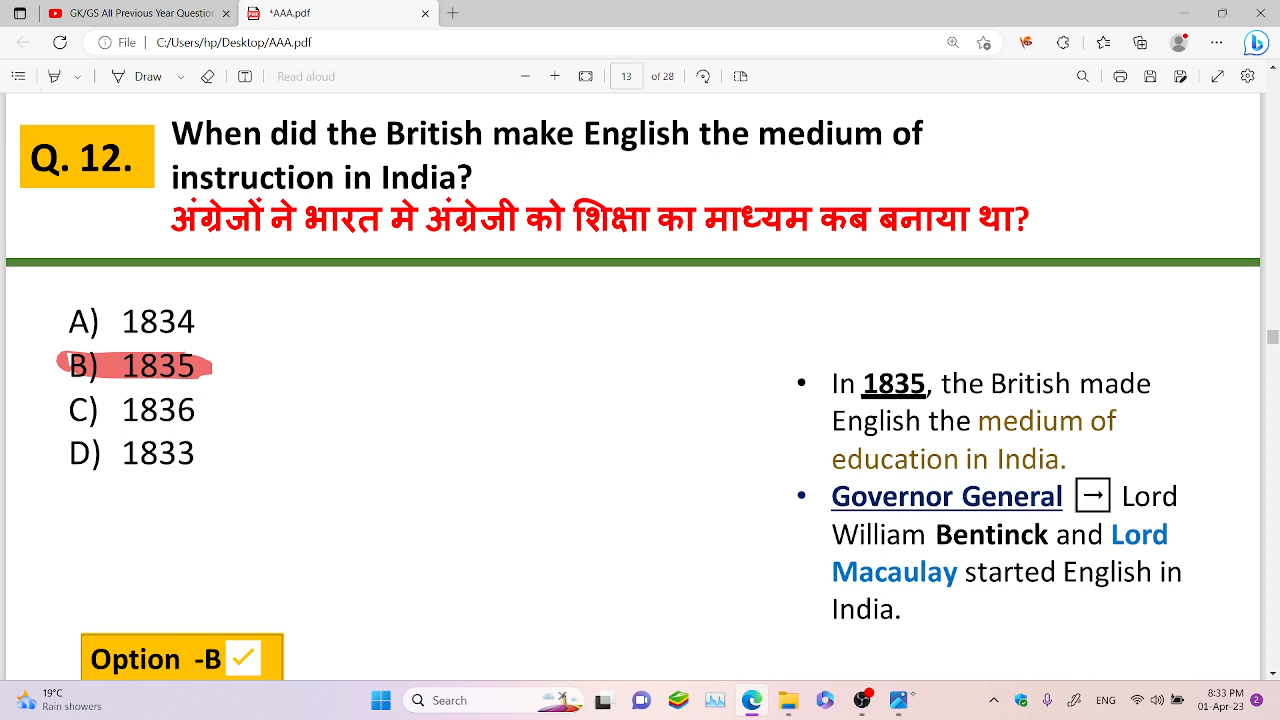 GK/GS All Questions for YEAR
*AAA.pdf
File C:/Users/hp/Desktop/AAA.pdf
Draw Read aloud 13 of 28
Q. 12.
When did the British make English the medium of
instruction in India?
अंग्रेजों ने भारत मे अंग्रेजी को शिक्षा का माध्यम कब बनाया था?
A) 1834
B) 1835
C) 1836
D) 1833
• In 1835, the British made
English the medium of
education in India.
• Governor General → Lord
William Bentinck and Lord
Macaulay started English in
India.
Option -B
19°C
Rain showers
Search
ENG
8:33 PM
01-Apr-23
2